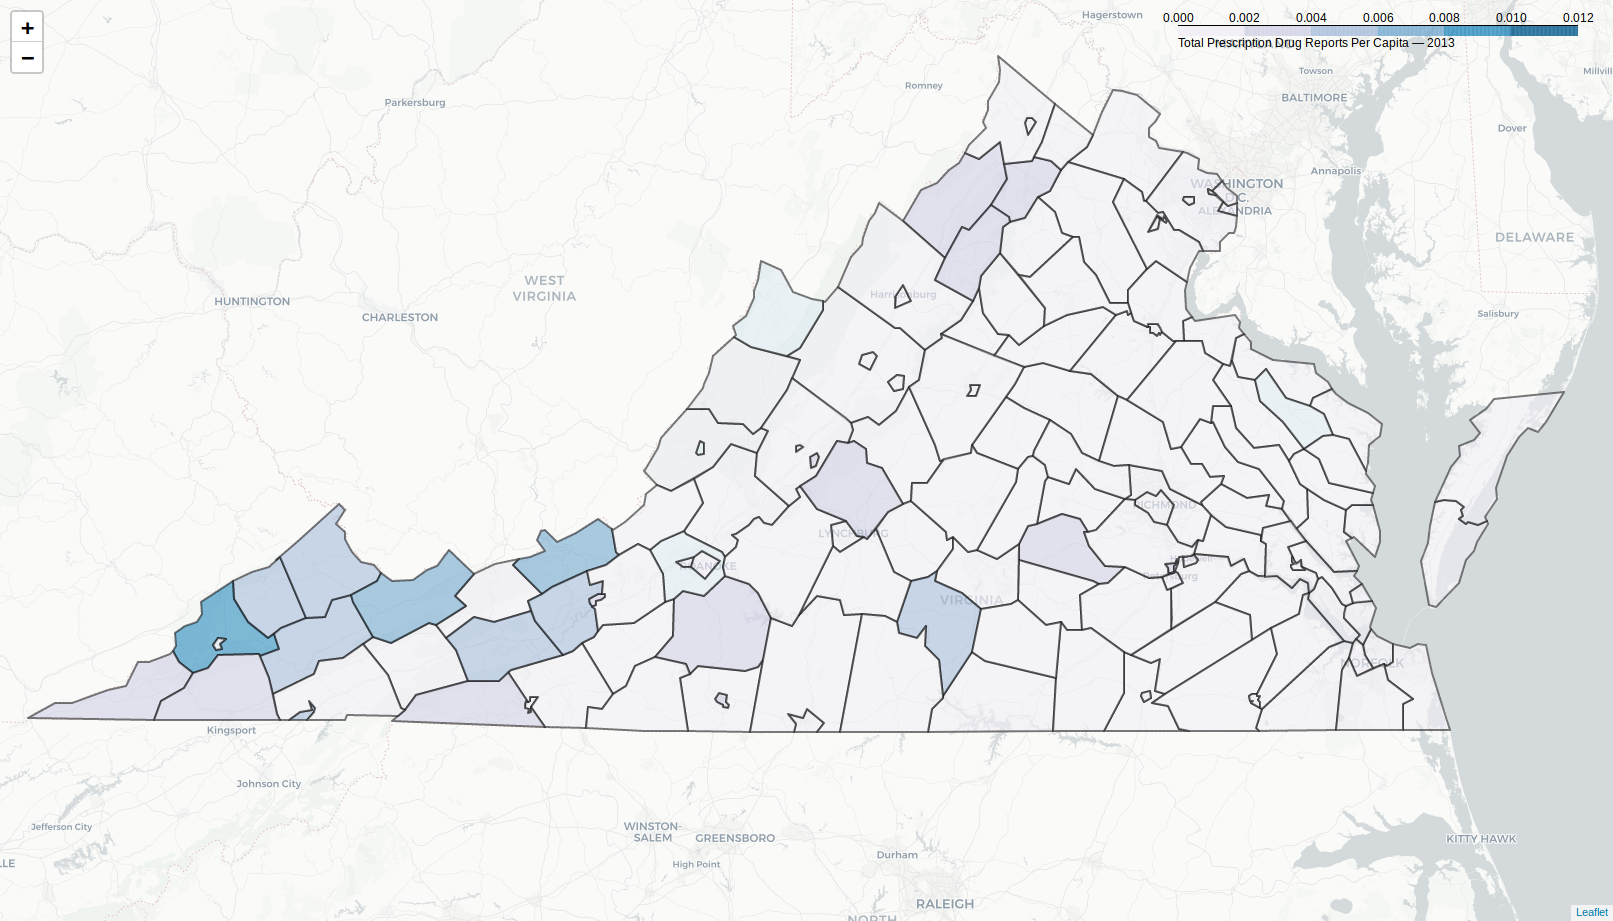 +
−
Hagerstown
0.000 0.002 0.004 0.006 0.008 0.010 0.012
Total Prescription Drug Reports Per Capita — 2013
Towson
Millvill
Romney
BALTIMORE
Parkersburg
Dover
Annapolis
WASHINGTON
D.C.
ALEXANDRIA
DELAWARE
WEST
VIRGINIA
HUNTINGTON
Harrisonburg
CHARLESTON
Salisbury
RICHMOND
LYNCHBURG
ROANOKE
Petersburg
VIRGINIA
NORFOLK
Kingsport
Johnson City
Jefferson City
WINSTON-
SALEM
GREENSBORO
KITTY HAWK
Durham
High Point
LLE
RALEIGH
NORTH
Leaflet